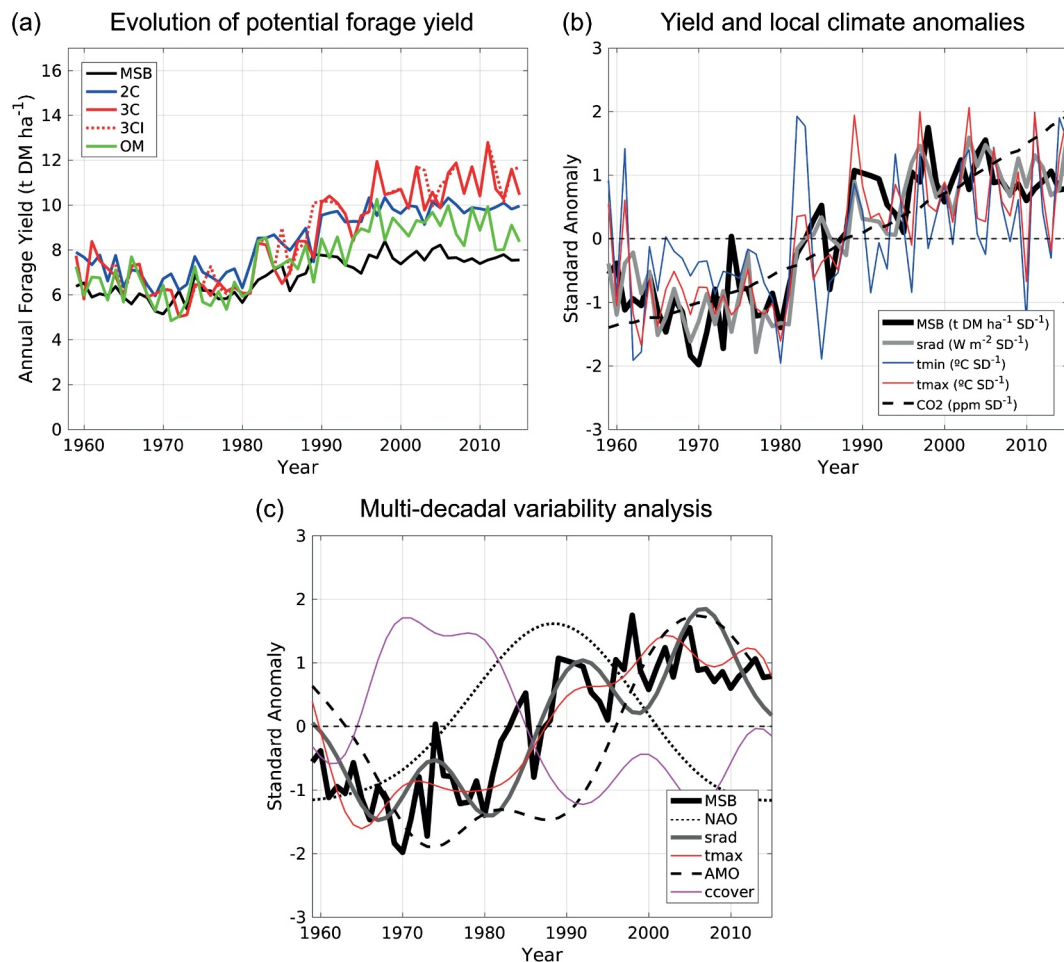 (a) Evolution of potential forage yield
Annual Forage Yield (t DM ha⁻¹)
16
14
12
10
8
6
4
2
0
MSB
2C
3C
3CI
OM
1960 1970 1980 1990 2000 2010
Year
(b) Yield and local climate anomalies
Standard Anomaly
3
2
1
0
-1
-2
-3
MSB (t DM ha⁻¹ SD⁻¹)
srad (W m⁻² SD⁻¹)
tmin (ºC SD⁻¹)
tmax (ºC SD⁻¹)
CO2 (ppm SD⁻¹)
1960 1970 1980 1990 2000 2010
Year
(c) Multi-decadal variability analysis
Standard Anomaly
3
2
1
0
-1
-2
-3
MSB
NAO
srad
tmax
AMO
ccover
1960 1970 1980 1990 2000 2010
Year